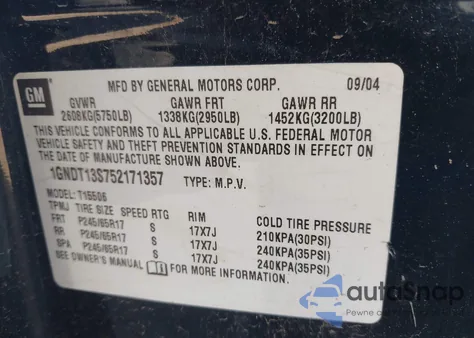 GM
MFD BY GENERAL MOTORS CORP. 09/04
GVWR GAWR FRT GAWR RR
2608KG(5750LB) 1338KG(2950LB) 1452KG(3200LB)
THIS VEHICLE CONFORMS TO ALL APPLICABLE U.S. FEDERAL MOTOR
VEHICLE SAFETY AND THEFT PREVENTION STANDARDS IN EFFECT ON
THE DATE OF MANUFACTURE SHOWN ABOVE.
1GNDT13S752171357 TYPE: M.P.V.
MODEL: T15506
TPMJ TIRE SIZE SPEED RTG RIM COLD TIRE PRESSURE
FRT P245/65R17 S 17X7J 210KPA(30PSI)
RR P245/65R17 S 17X7J 240KPA(35PSI)
SPA P245/65R17 S 17X7J 240KPA(35PSI)
SEE OWNER'S MANUAL FOR MORE INFORMATION.
autoSnap
Pewne auto